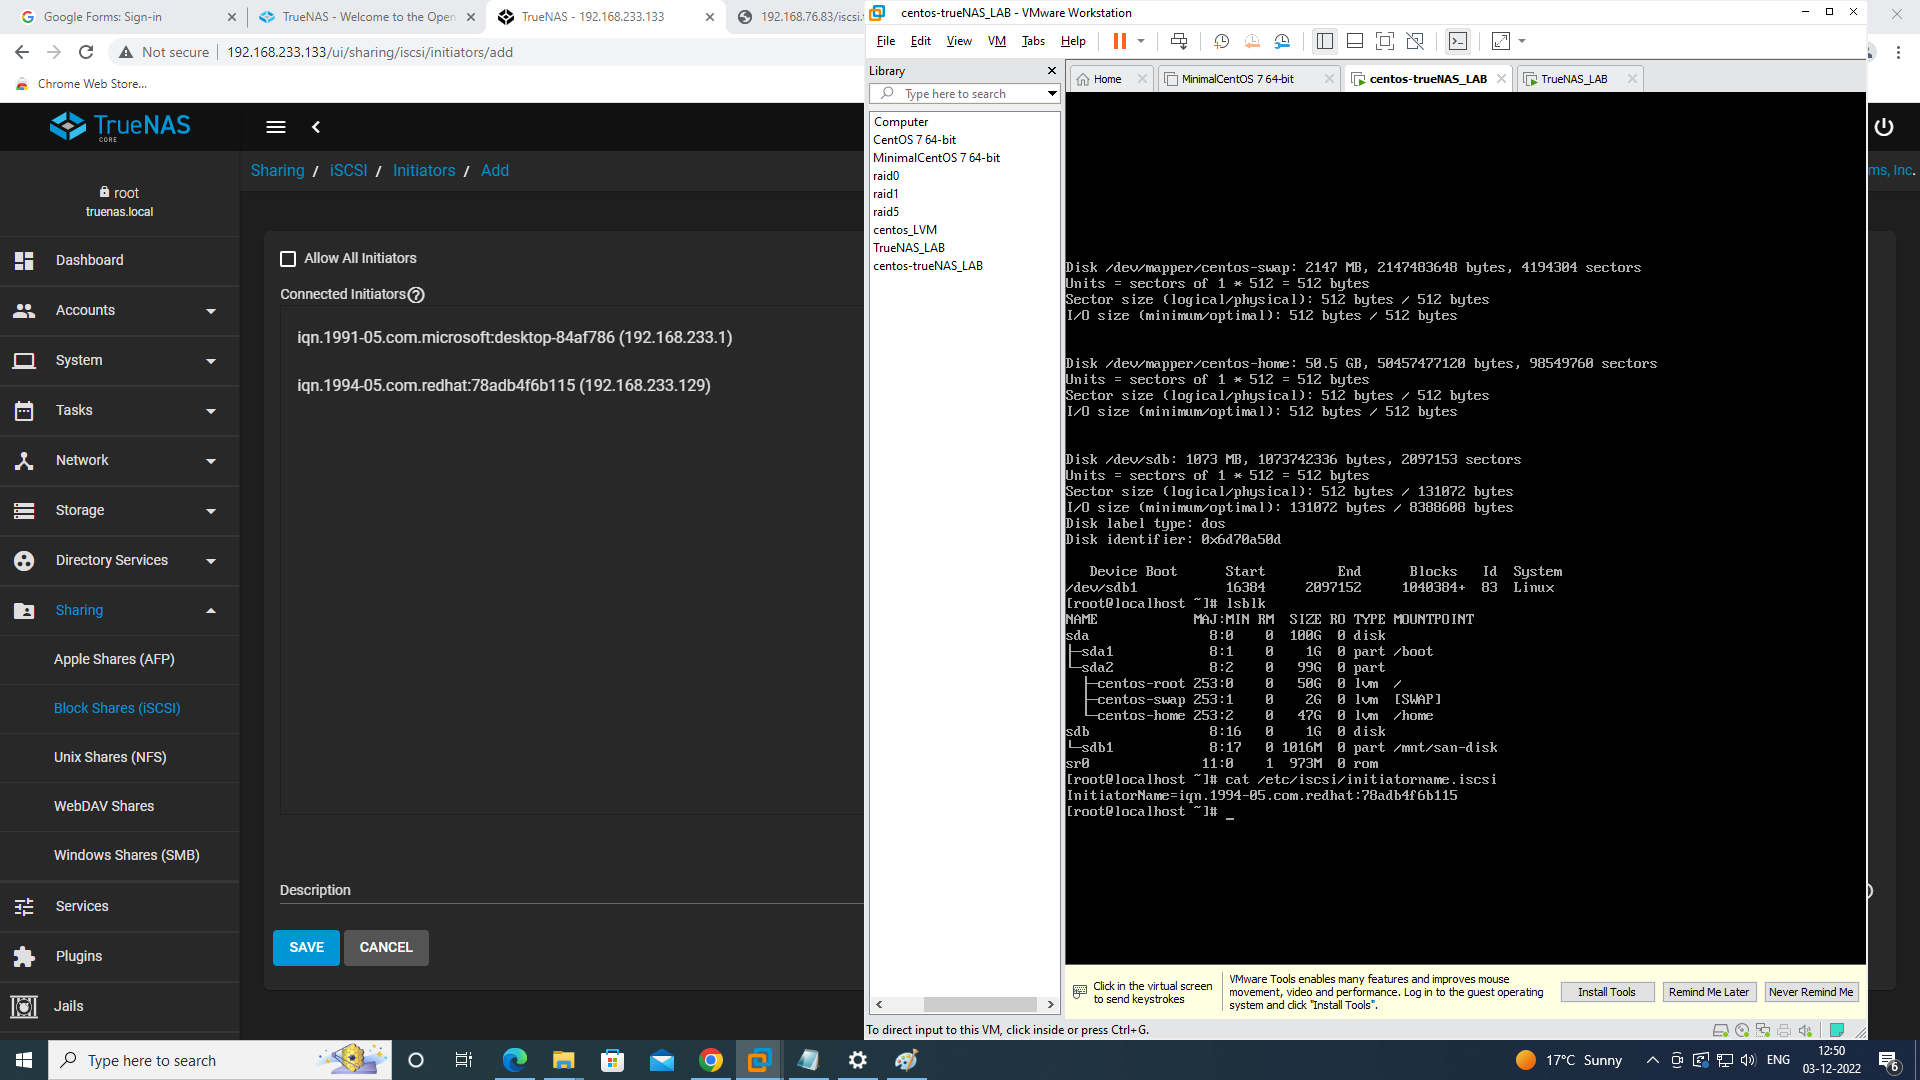 Google Forms: Sign-in
TrueNAS - Welcome to the Open
TrueNAS - 192.168.233.133
192.168.76.83/iscsi.
Not secure
192.168.233.133/ui/sharing/iscsi/initiators/add
Chrome Web Store...
TrueNAS
CORE
root
truenas.local
Dashboard
Accounts
System
Tasks
Network
Storage
Directory Services
Sharing
Apple Shares (AFP)
Block Shares (iSCSI)
Unix Shares (NFS)
WebDAV Shares
Windows Shares (SMB)
Services
Plugins
Jails
Sharing / iSCSI / Initiators / Add
ms, Inc.
Allow All Initiators
Connected Initiators
iqn.1991-05.com.microsoft:desktop-84af786 (192.168.233.1)
iqn.1994-05.com.redhat:78adb4f6b115 (192.168.233.129)
Description
SAVE
CANCEL
centos-trueNAS_LAB - VMware Workstation
File Edit View VM Tabs Help
Library
Type here to search
Computer
CentOS 7 64-bit
MinimalCentOS 7 64-bit
raid0
raid1
raid5
centos_LVM
TrueNAS_LAB
centos-trueNAS_LAB
Home
MinimalCentOS 7 64-bit
centos-trueNAS_LAB
TrueNAS_LAB
Disk /dev/mapper/centos-swap: 2147 MB, 2147483648 bytes, 4194304 sectors
Units = sectors of 1 * 512 = 512 bytes
Sector size (logical/physical): 512 bytes / 512 bytes
I/O size (minimum/optimal): 512 bytes / 512 bytes
Disk /dev/mapper/centos-home: 50.5 GB, 50457477120 bytes, 98549760 sectors
Units = sectors of 1 * 512 = 512 bytes
Sector size (logical/physical): 512 bytes / 512 bytes
I/O size (minimum/optimal): 512 bytes / 512 bytes
Disk /dev/sdb: 1073 MB, 1073742336 bytes, 2097153 sectors
Units = sectors of 1 * 512 = 512 bytes
Sector size (logical/physical): 512 bytes / 131072 bytes
I/O size (minimum/optimal): 131072 bytes / 8388608 bytes
Disk label type: dos
Disk identifier: 0x6d70a50d
Device Boot Start End Blocks Id System
/dev/sdb1 16384 2097152 1040384+ 83 Linux
[root@localhost ~]# lsblk
NAME MAJ:MIN RM SIZE RO TYPE MOUNTPOINT
sda 8:0 0 100G 0 disk
├─sda1 8:1 0 1G 0 part /boot
└─sda2 8:2 0 99G 0 part
├─centos-root 253:0 0 50G 0 lvm /
├─centos-swap 253:1 0 2G 0 lvm [SWAP]
└─centos-home 253:2 0 47G 0 lvm /home
sdb 8:16 0 1G 0 disk
└─sdb1 8:17 0 1016M 0 part /mnt/san-disk
sr0 11:0 1 973M 0 rom
[root@localhost ~]# cat /etc/iscsi/initiatorname.iscsi
InitiatorName=iqn.1994-05.com.redhat:78adb4f6b115
[root@localhost ~]# _
Click in the virtual screen
to send keystrokes
VMware Tools enables many features and improves mouse
movement, video and performance. Log in to the guest operating
system and click "Install Tools".
Install Tools
Remind Me Later
Never Remind Me
To direct input to this VM, click inside or press Ctrl+G.
Type here to search
17°C Sunny
ENG
12:50
03-12-2022
6